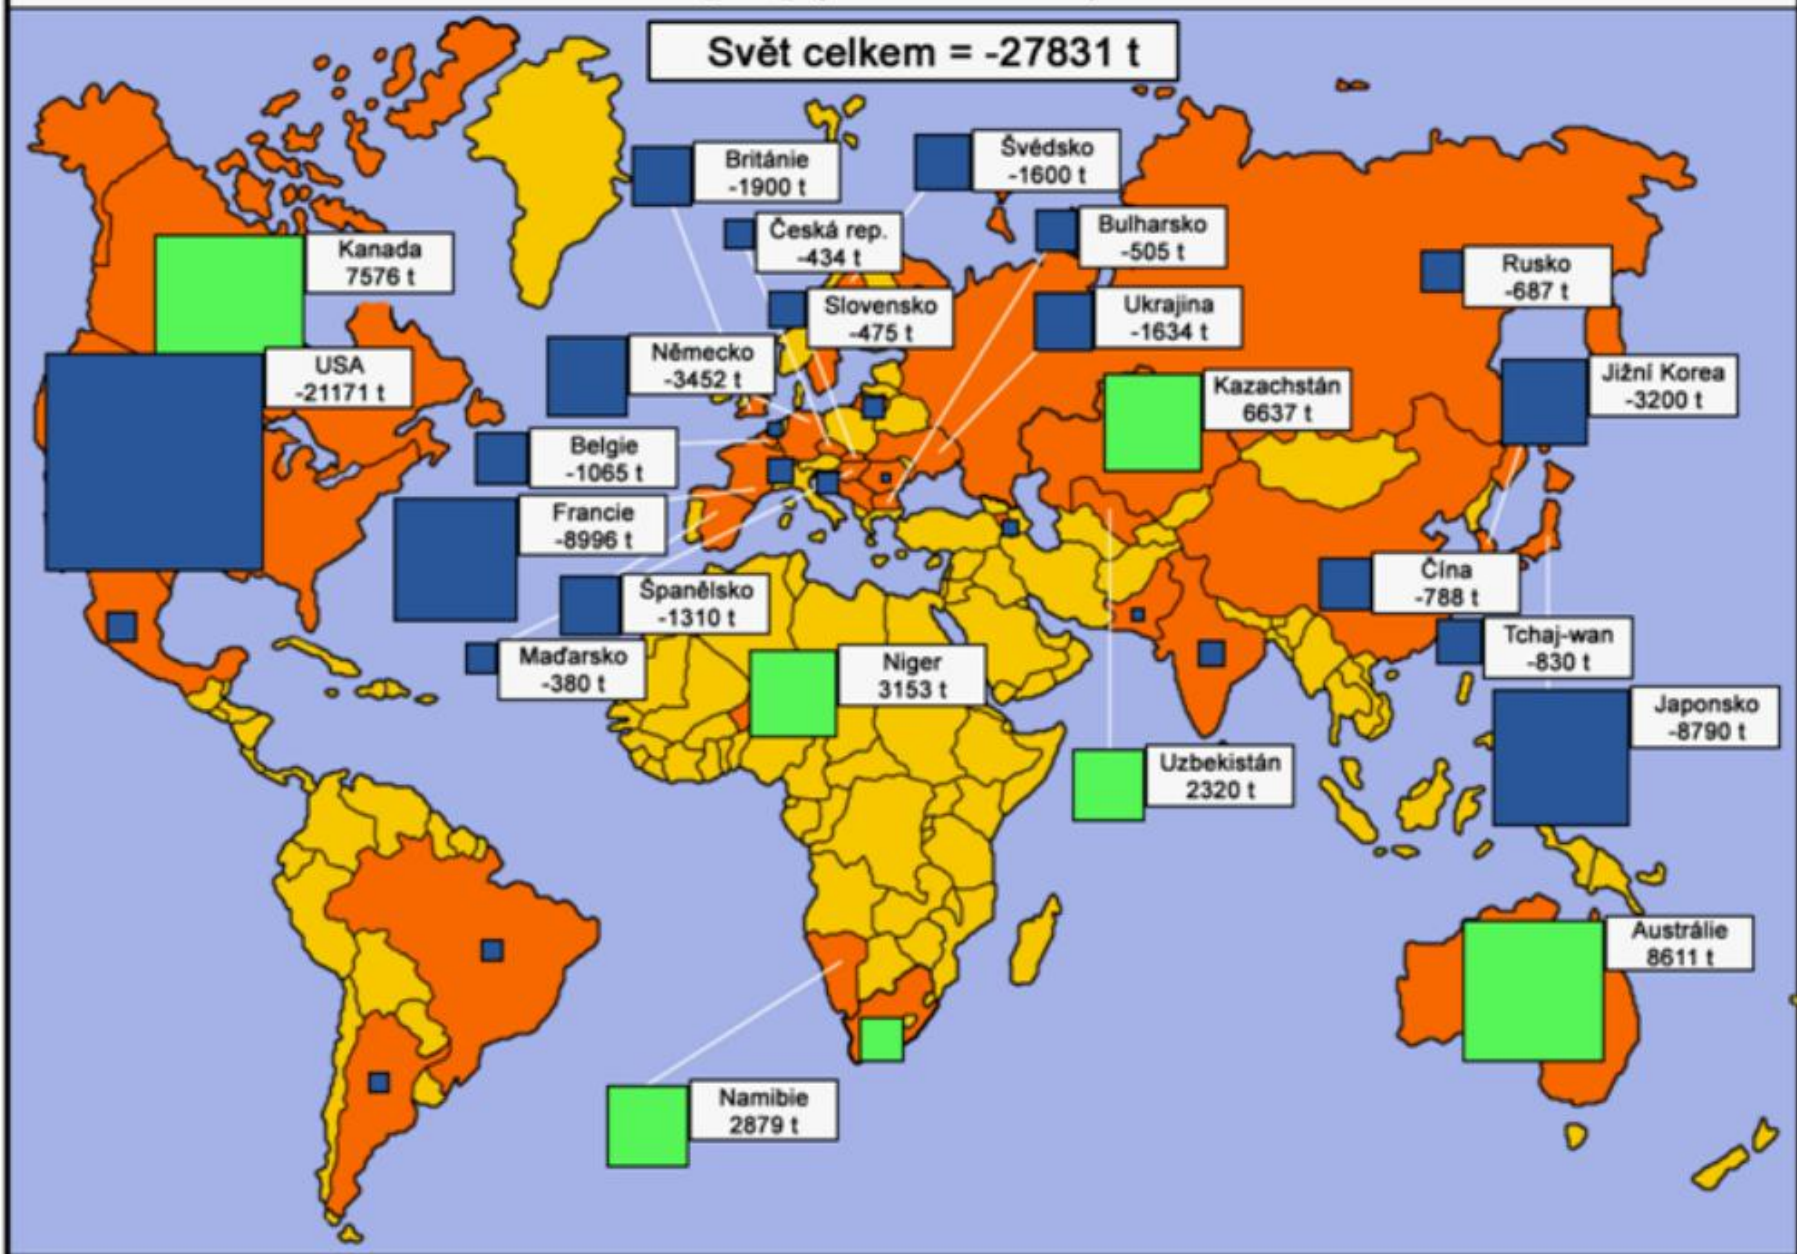 Svět celkem = -27831 t
Británie
-1900 t
Švédsko
-1600 t
Česká rep.
-434 t
Bulharsko
-505 t
Kanada
7576 t
Rusko
-687 t
Slovensko
-475 t
Ukrajina
-1634 t
Německo
-3452 t
USA
-21171 t
Kazachstán
6637 t
Jižní Korea
-3200 t
Belgie
-1065 t
Francie
-8996 t
Čína
-788 t
Španělsko
-1310 t
Tchaj-wan
-830 t
Maďarsko
-380 t
Niger
3153 t
Japonsko
-8790 t
Uzbekistán
2320 t
Austrálie
8611 t
Namibie
2879 t